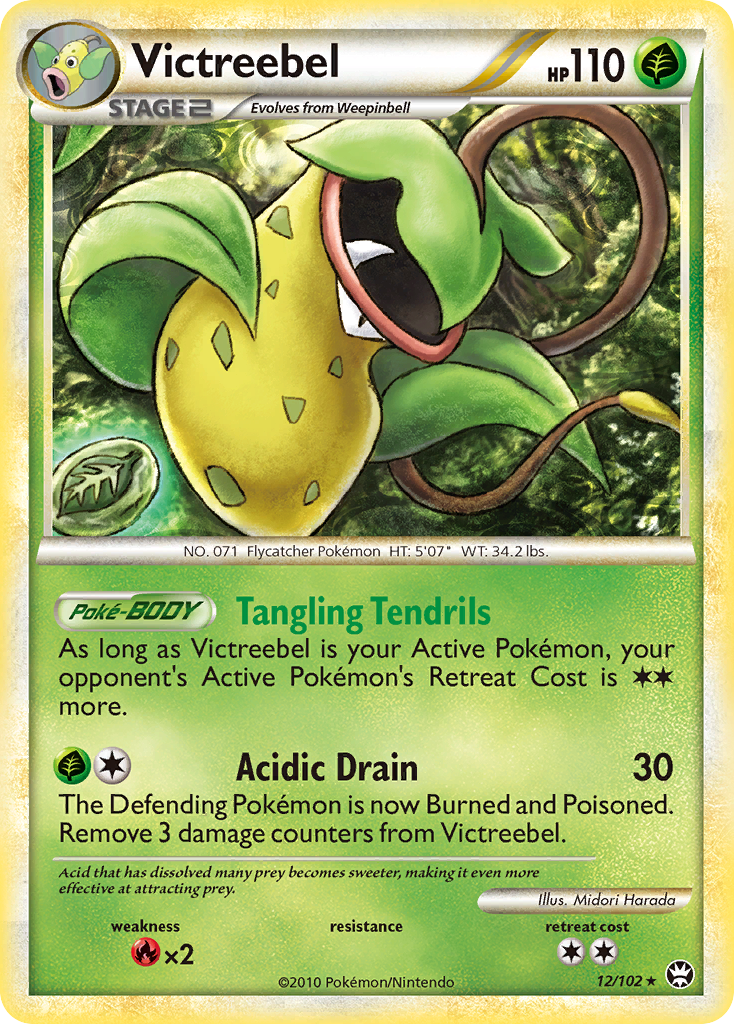 Victreebel
HP 110
STAGE 2
Evolves from Weepinbell
NO. 071 Flycatcher Pokémon HT: 5'07" WT: 34.2 lbs.
Poké-BODY Tangling Tendrils
As long as Victreebel is your Active Pokémon, your
opponent's Active Pokémon's Retreat Cost is
more.
Acidic Drain 30
The Defending Pokémon is now Burned and Poisoned.
Remove 3 damage counters from Victreebel.
Acid that has dissolved many prey becomes sweeter, making it even more
effective at attracting prey.
Illus. Midori Harada
weakness resistance retreat cost
×2
©2010 Pokémon/Nintendo
12/102 ★